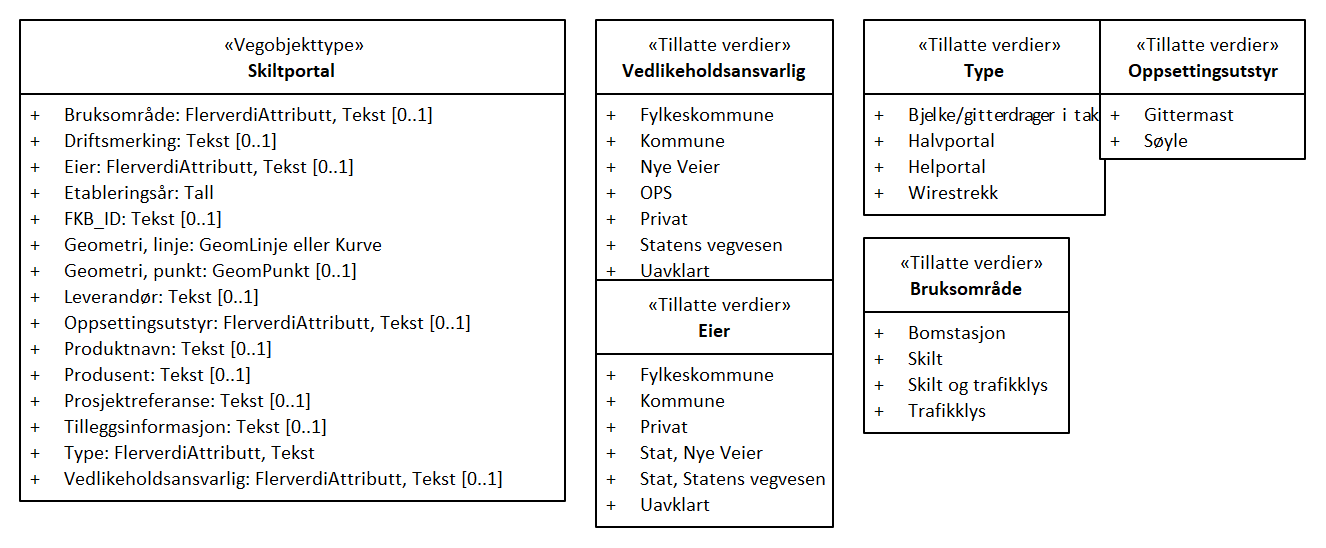 «Vegobjekttype»
Skiltportal
+ Bruksområde: FlerverdiAttributt, Tekst [0..1]
+ Driftsmerking: Tekst [0..1]
+ Eier: FlerverdiAttributt, Tekst [0..1]
+ Etableringsår: Tall
+ FKB_ID: Tekst [0..1]
+ Geometri, linje: GeomLinje eller Kurve
+ Geometri, punkt: GeomPunkt [0..1]
+ Leverandør: Tekst [0..1]
+ Oppsettingsutstyr: FlerverdiAttributt, Tekst [0..1]
+ Produktnavn: Tekst [0..1]
+ Produsent: Tekst [0..1]
+ Prosjektreferanse: Tekst [0..1]
+ Tilleggsinformasjon: Tekst [0..1]
+ Type: FlerverdiAttributt, Tekst
+ Vedlikeholdsansvarlig: FlerverdiAttributt, Tekst [0..1]
«Tillatte verdier»
Vedlikeholdsansvarlig
+ Fylkeskommune
+ Kommune
+ Nye Veier
+ OPS
+ Privat
+ Statens vegvesen
+ Uavklart
«Tillatte verdier»
Eier
+ Fylkeskommune
+ Kommune
+ Privat
+ Stat, Nye Veier
+ Stat, Statens vegvesen
+ Uavklart
«Tillatte verdier»
Type
+ Bjelke/gitterdrager i tak
+ Halvportal
+ Helportal
+ Wirestrekk
«Tillatte verdier»
Oppsettingsutstyr
+ Gittermast
+ Søyle
«Tillatte verdier»
Bruksområde
+ Bomstasjon
+ Skilt
+ Skilt og trafikklys
+ Trafikklys